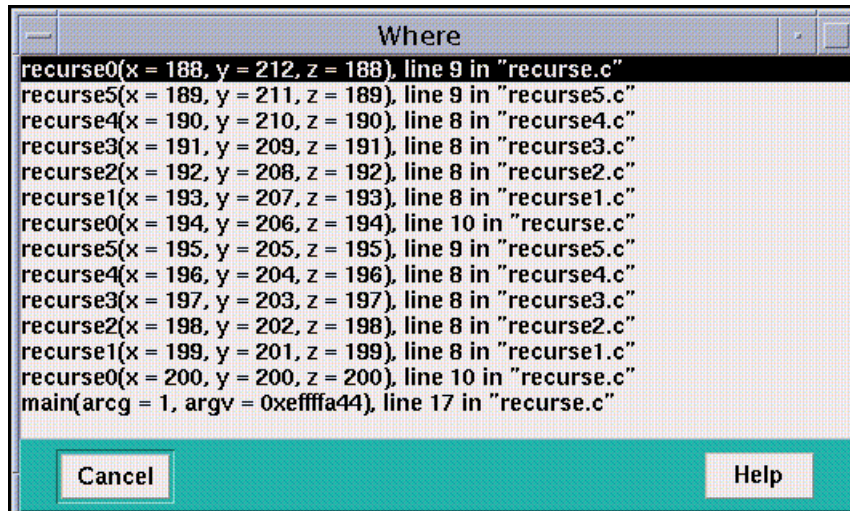 Where
recurse0(x = 188, y = 212, z = 188), line 9 in "recurse.c"
recurse5(x = 189, y = 211, z = 189), line 9 in "recurse5.c"
recurse4(x = 190, y = 210, z = 190), line 8 in "recurse4.c"
recurse3(x = 191, y = 209, z = 191), line 8 in "recurse3.c"
recurse2(x = 192, y = 208, z = 192), line 8 in "recurse2.c"
recurse1(x = 193, y = 207, z = 193), line 8 in "recurse1.c"
recurse0(x = 194, y = 206, z = 194), line 10 in "recurse.c"
recurse5(x = 195, y = 205, z = 195), line 9 in "recurse5.c"
recurse4(x = 196, y = 204, z = 196), line 8 in "recurse4.c"
recurse3(x = 197, y = 203, z = 197), line 8 in "recurse3.c"
recurse2(x = 198, y = 202, z = 198), line 8 in "recurse2.c"
recurse1(x = 199, y = 201, z = 199), line 8 in "recurse1.c"
recurse0(x = 200, y = 200, z = 200), line 10 in "recurse.c"
main(arcg = 1, argv = 0xeffffa44), line 17 in "recurse.c"
Cancel
Help